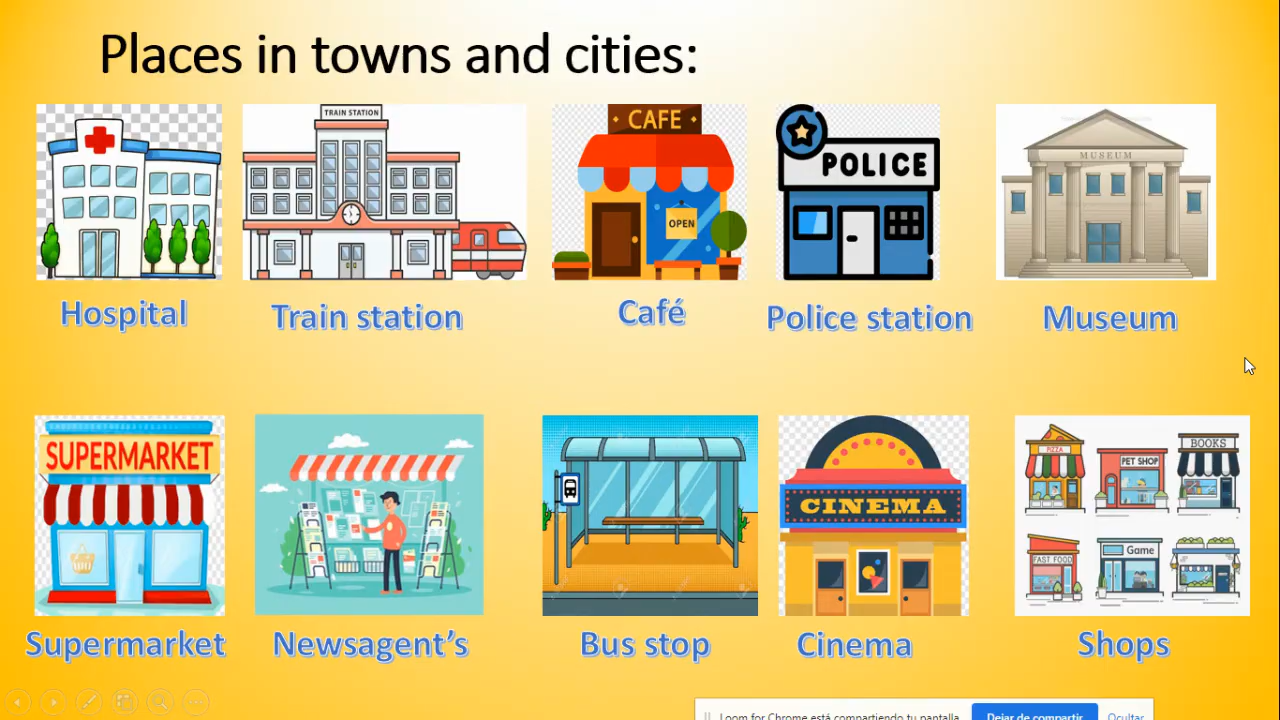 Places in towns and cities:
TRAIN STATION
CAFE
OPEN
POLICE
MUSEUM
Hospital
Train station
Café
Police station
Museum
SUPERMARKET
CINEMA
PIZZA
PET SHOP
BOOKS
FAST FOOD
Game
Supermarket
Newsagent's
Bus stop
Cinema
Shops
Loom for Chrome está compartiendo tu pantalla.
Dejar de compartir
Ocultar